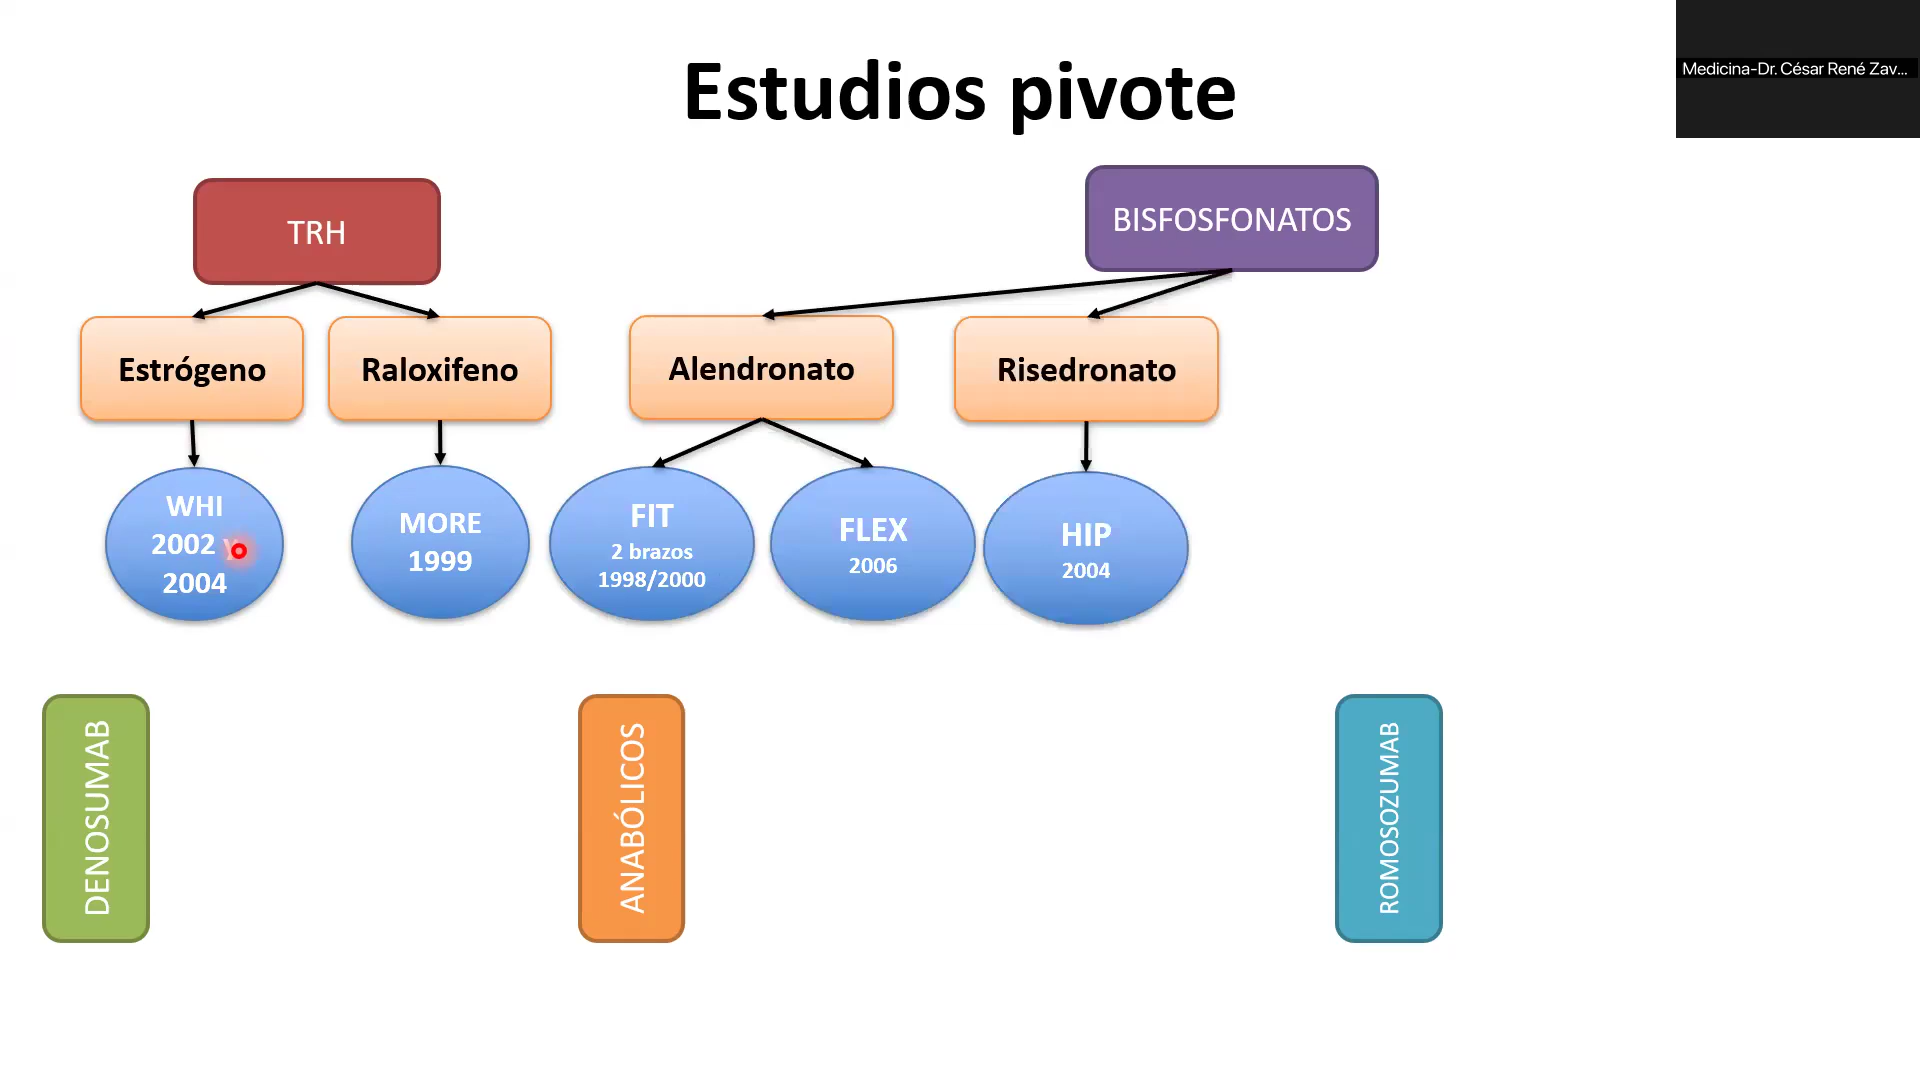 Estudios pivote
Medicina-Dr. César René Zav...
TRH
BISFOSFONATOS
Estrógeno
Raloxifeno
Alendronato
Risedronato
WHI
2002 y
2004
MORE
1999
FIT
2 brazos
1998/2000
FLEX
2006
HIP
2004
DENOSUMAB
ANABÓLICOS
ROMOSOZUMAB